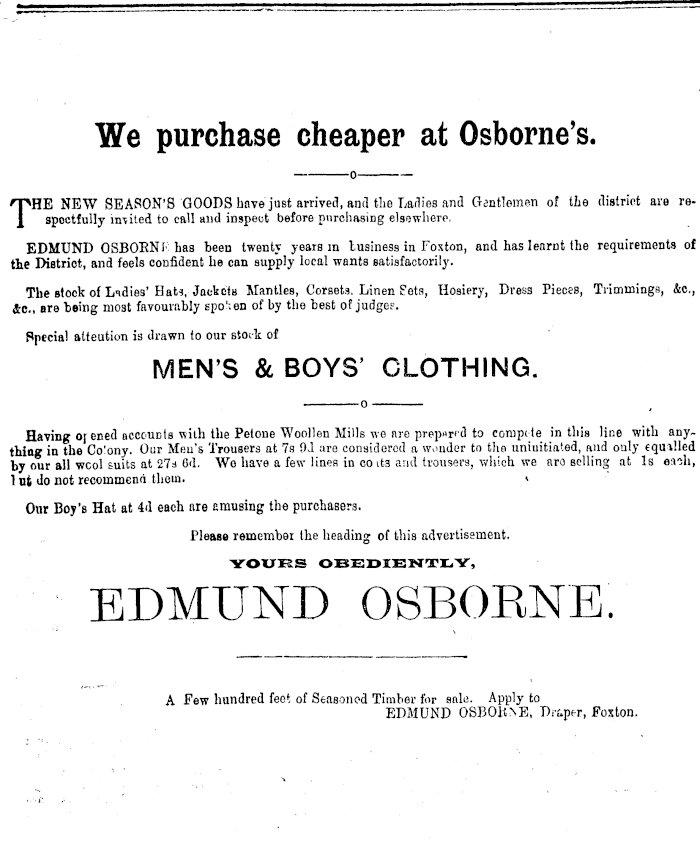 We purchase cheaper at Osborne's.
THE NEW SEASON'S GOODS have just arrived, and the Ladies and Gentlemen of the district are re-
spectfully invited to call and inspect before purchasing elsewhere.
EDMUND OSBORNE has been twenty years in business in Foxton, and has learnt the requirements of
the District, and feels confident he can supply local wants satisfactorily.
The stock of Ladies' Hats, Jackets Mantles, Corsets, Linen Sets, Hosiery, Dress Pieces, Trimmings, &c.,
&c., are being most favourably spoken of by the best of judges.
Special attention is drawn to our stock of
MEN'S & BOYS' CLOTHING.
Having opened accounts with the Petone Woollen Mills we are prepared to compete in this line with any-
thing in the Colony. Our Men's Trousers at 7s 9d are considered a wonder to the uninitiated, and only equalled
by our all wool suits at 27s 6d. We have a few lines in coats and trousers, which we are selling at 1s each,
but do not recommend them.
Our Boy's Hat at 4d each are amusing the purchasers.
Please remember the heading of this advertisement.
YOURS OBEDIENTLY,
EDMUND OSBORNE.
A Few hundred feet of Seasoned Timber for sale. Apply to
EDMUND OSBORNE, Draper, Foxton.